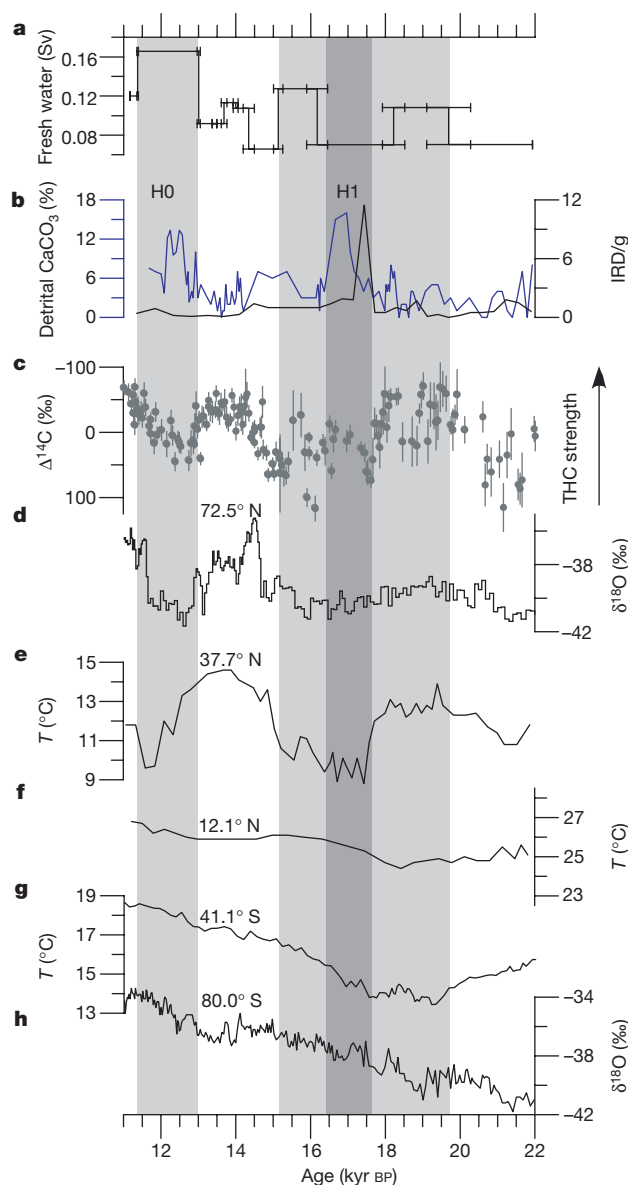 a
Fresh water (Sv)
0.16
0.12
0.08
b
H0
H1
Detrital CaCO3 (%)
18
12
6
0
12
6
0
IRD/g
c
Δ14C (‰)
−100
0
100
THC strength
d
72.5° N
−38
−42
δ18O (‰)
e
37.7° N
T (°C)
15
13
11
9
f
12.1° N
27
25
23
T (°C)
g
41.1° S
T (°C)
19
17
15
13
h
80.0° S
−34
−38
−42
δ18O (‰)
12 14 16 18 20 22
Age (kyr BP)